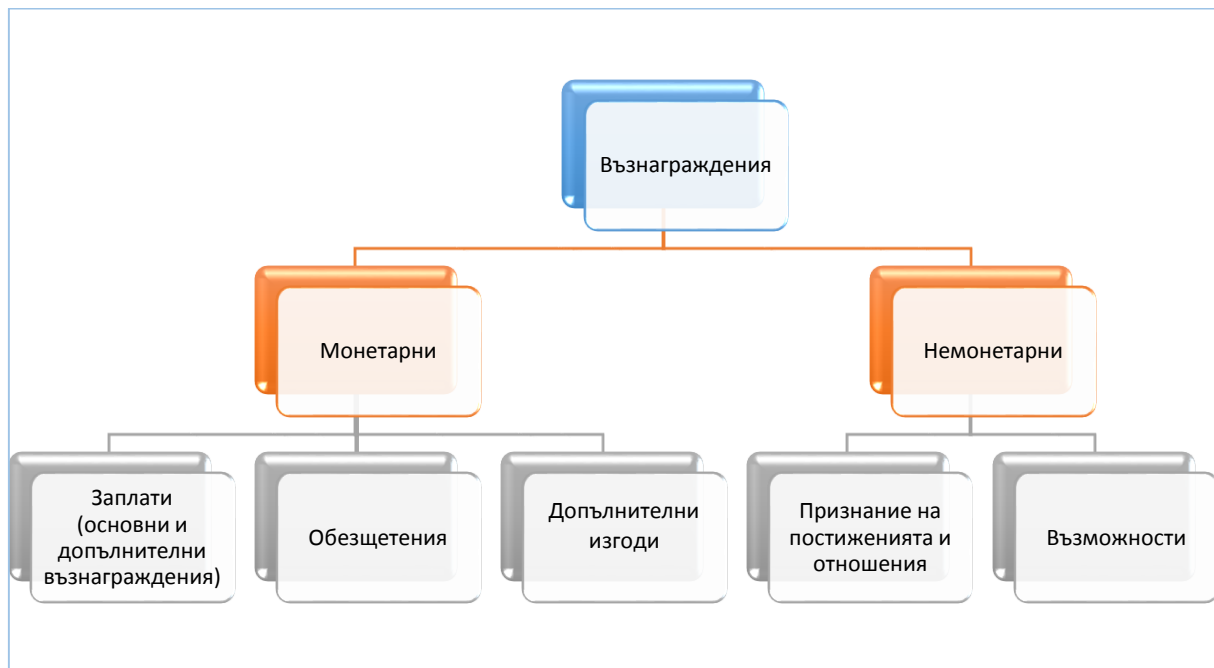 Възнаграждения
Монетарни
Немонетарни
Заплати
(основни и
допълнителни
възнаграждения)
Обезщетения
Допълнителни
изгоди
Признание на
постиженията и
отношения
Възможности